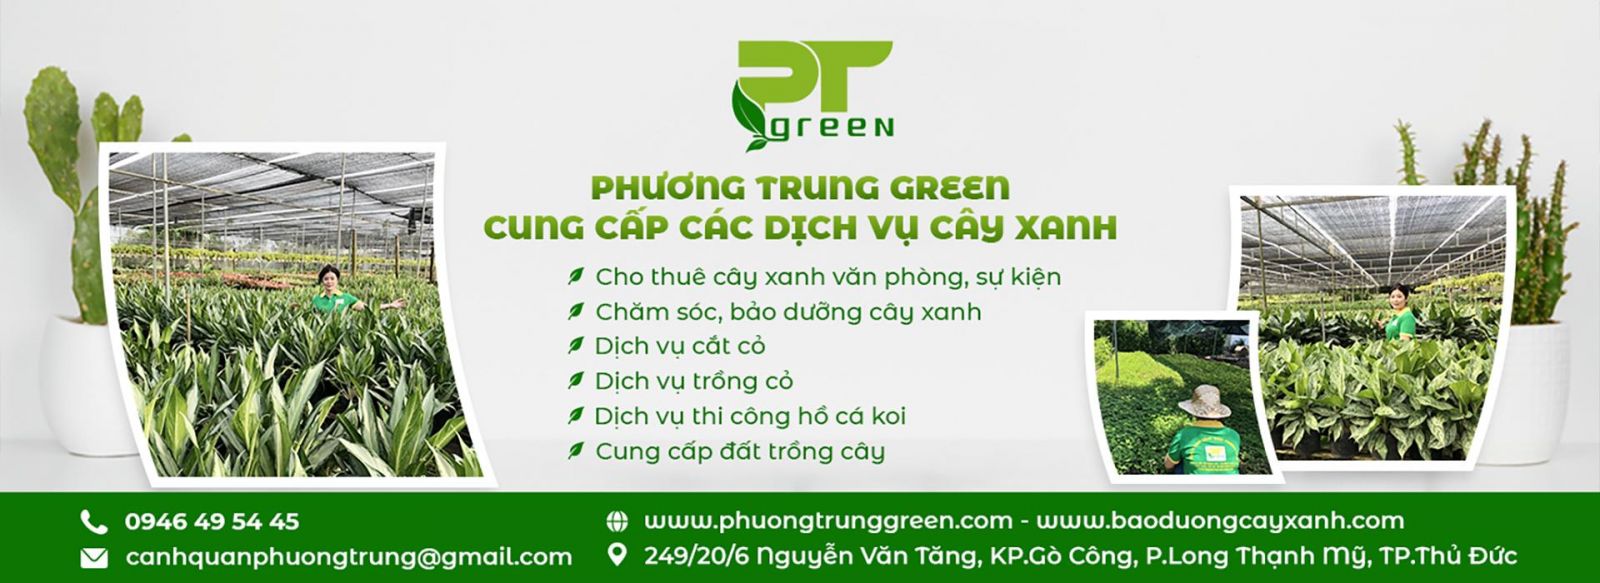 PT
green
PHƯƠNG TRUNG GREEN
CUNG CẤP CÁC DỊCH VỤ CÂY XANH
Cho thuê cây xanh văn phòng, sự kiện
Chăm sóc, bảo dưỡng cây xanh
Dịch vụ cắt cỏ
Dịch vụ trồng cỏ
Dịch vụ thi công hồ cá koi
Cung cấp đất trồng cây
0946 49 54 45
www.phuongtrunggreen.com - www.baoduongcayxanh.com
canhquanphuongtrung@gmail.com
249/20/6 Nguyễn Văn Tăng, KP.Gò Công, P.Long Thạnh Mỹ, TP.Thủ Đức